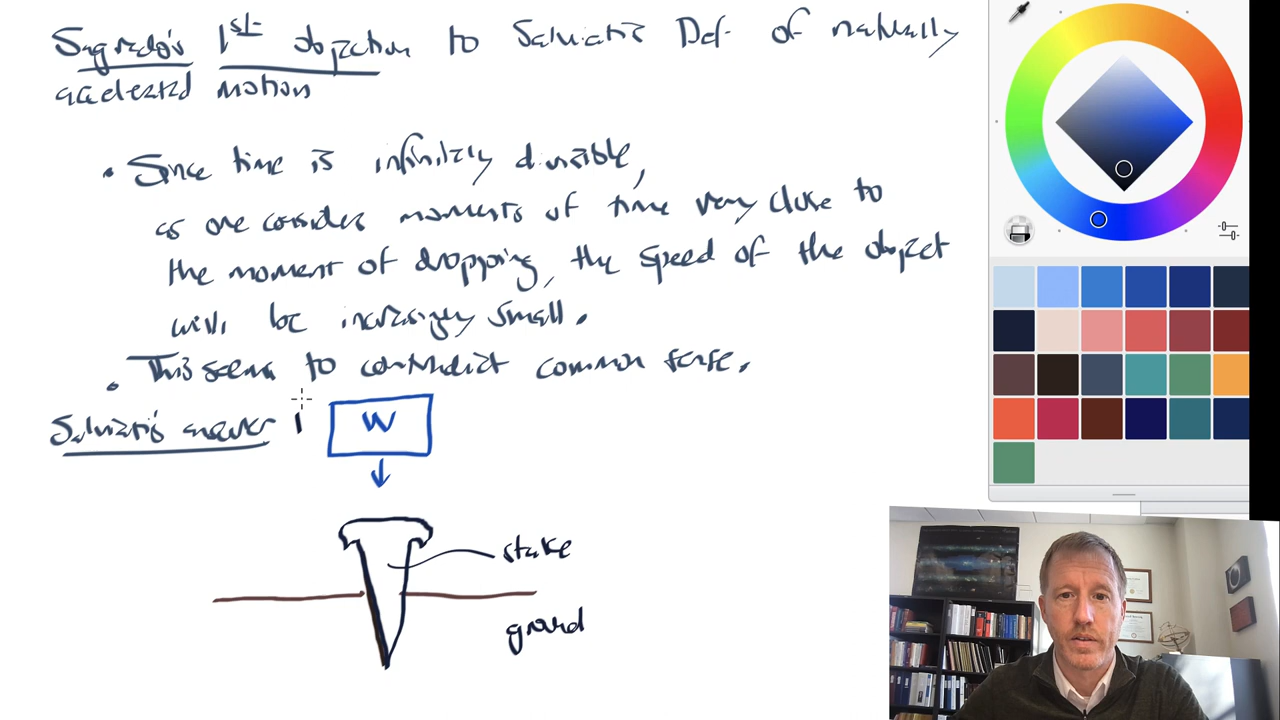 Sagredo's 1st objection to Salviati's Def. of naturally
accelerated motion
• Since time is infinitely divisible,
as one considers moments of time very close to
the moment of dropping, the speed of the object
will be increasingly small.
• This seems to contradict common sense.
Salviati's answer
W
stake
ground